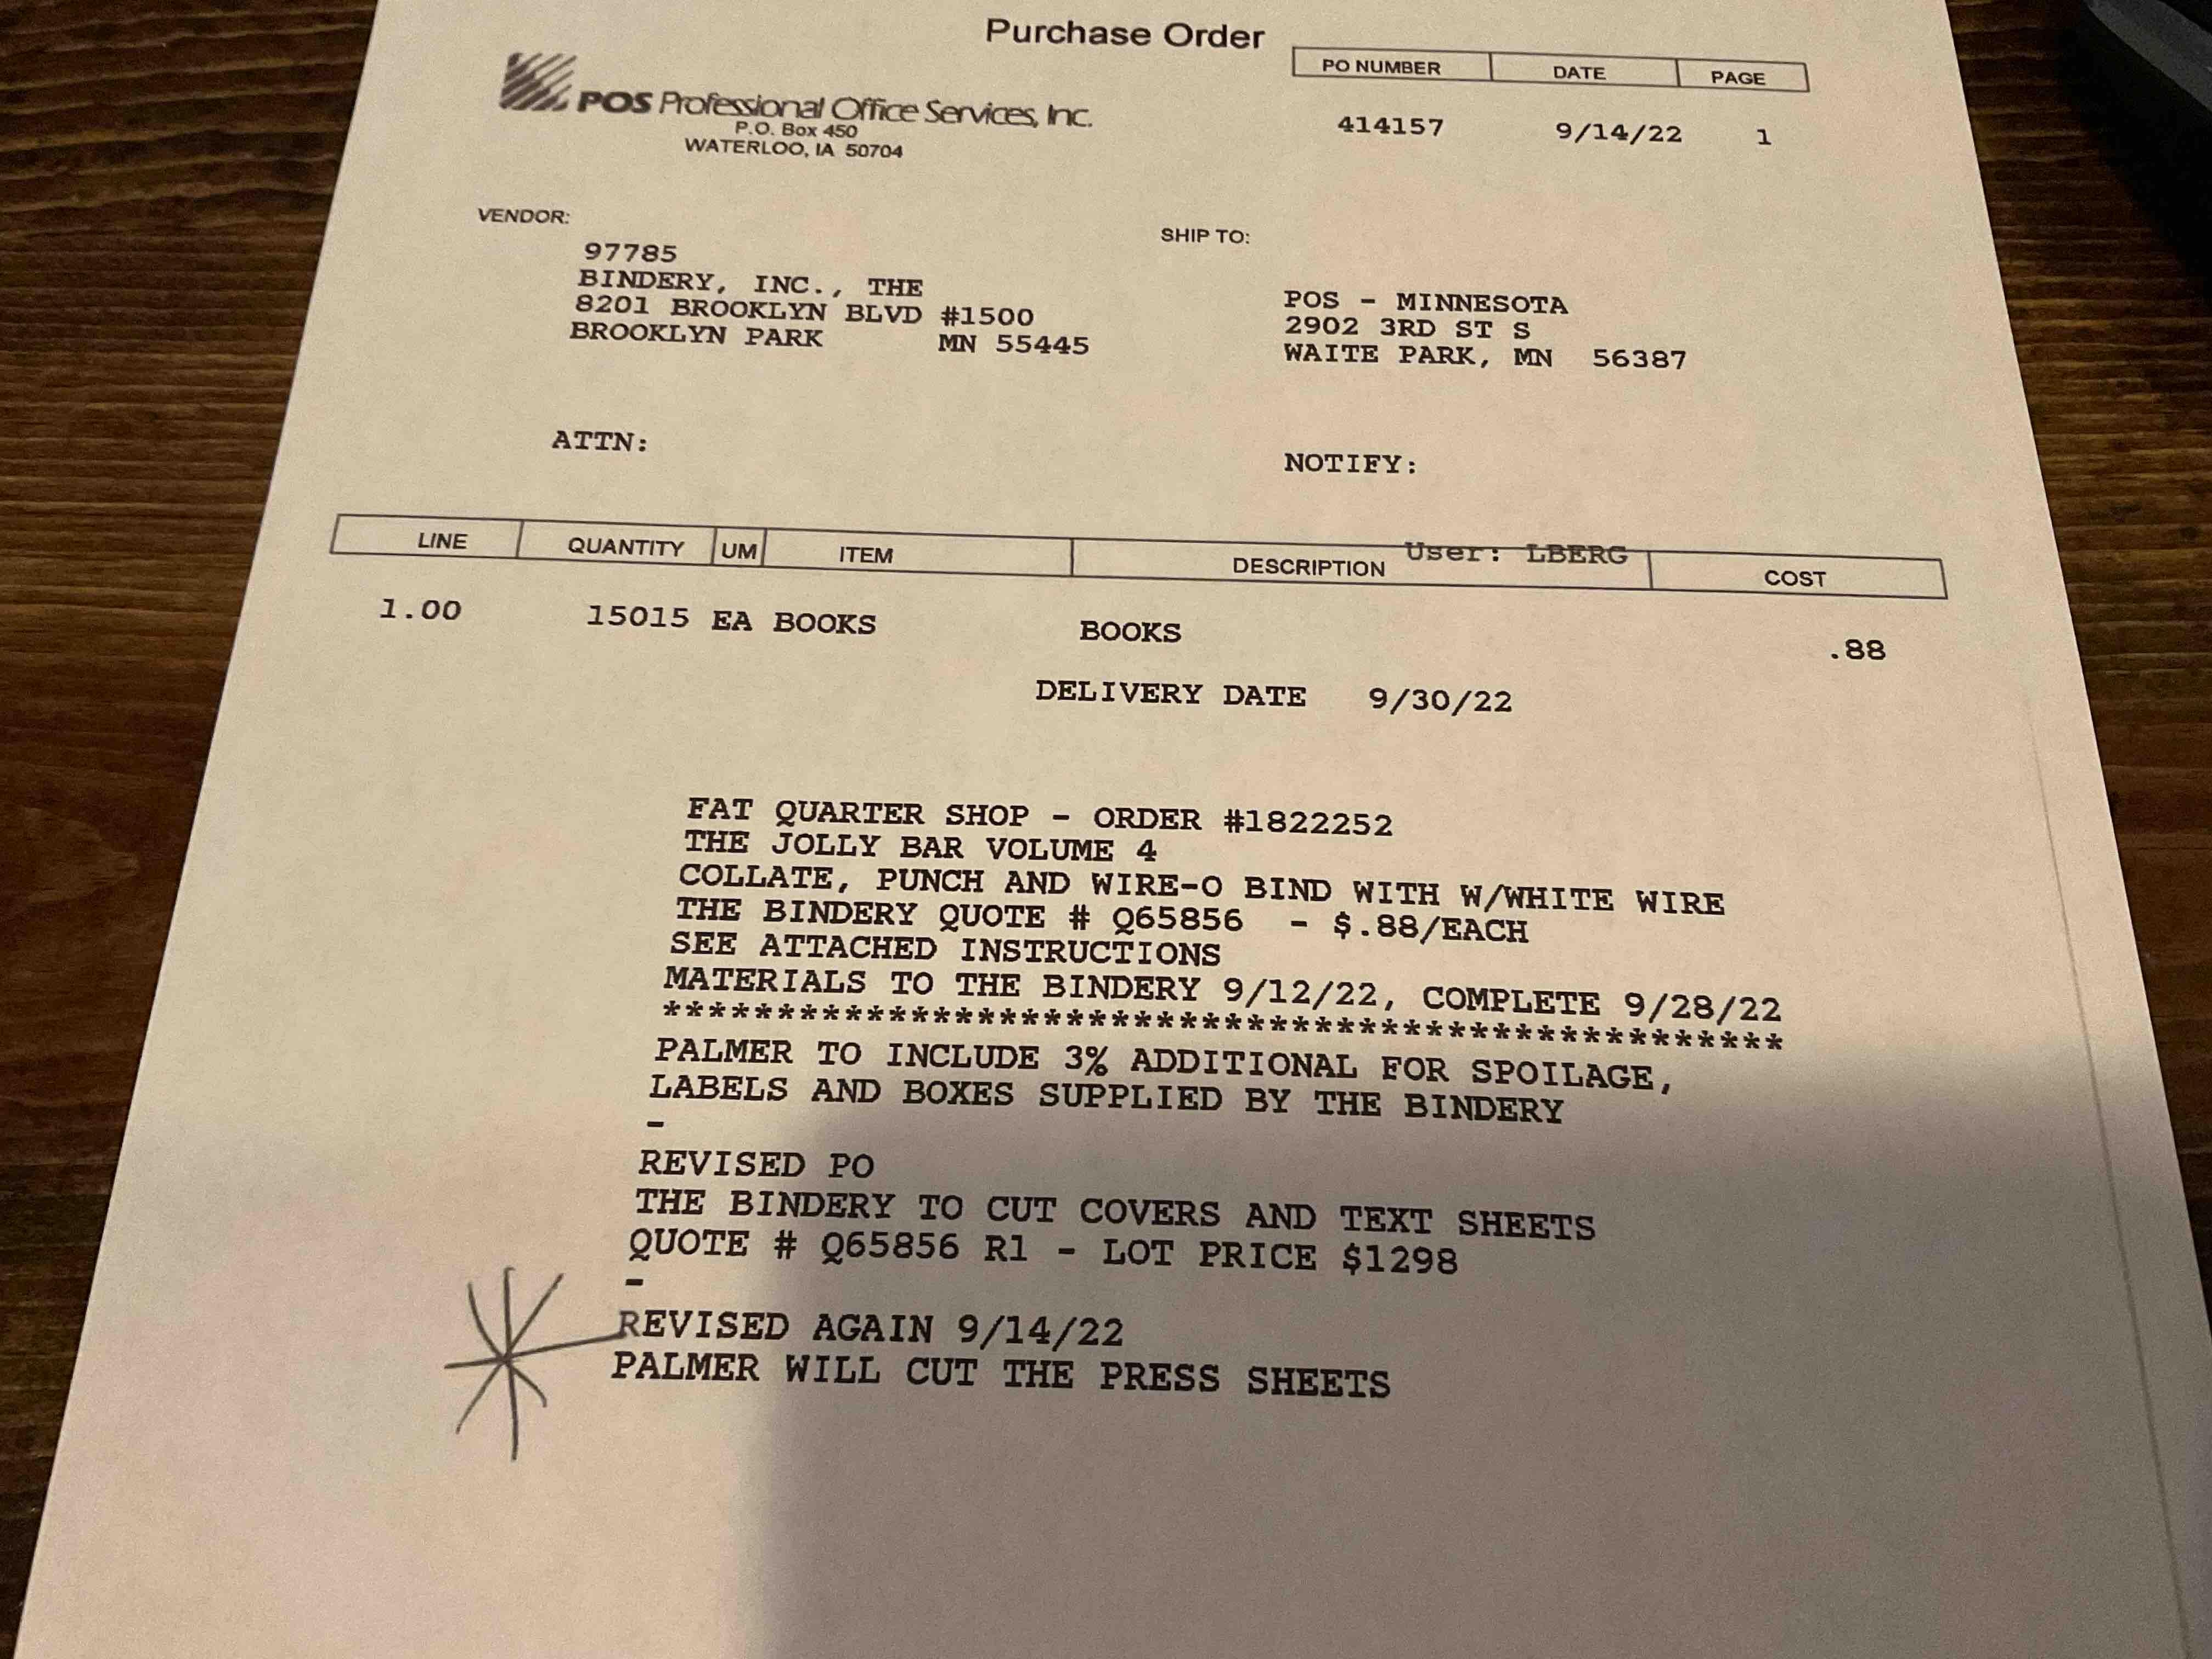 Purchase Order
PO NUMBER DATE PAGE
POS Professional Office Services, Inc.
P.O. Box 450
WATERLOO, IA 50704
414157 9/14/22 1
VENDOR:
SHIP TO:
97785
BINDERY, INC., THE
8201 BROOKLYN BLVD #1500
BROOKLYN PARK MN 55445
POS - MINNESOTA
2902 3RD ST S
WAITE PARK, MN 56387
ATTN:
NOTIFY:
User: LBERG
LINE QUANTITY UM ITEM DESCRIPTION COST
1.00 15015 EA BOOKS BOOKS .88
DELIVERY DATE 9/30/22
FAT QUARTER SHOP - ORDER #1822252
THE JOLLY BAR VOLUME 4
COLLATE, PUNCH AND WIRE-O BIND WITH W/WHITE WIRE
THE BINDERY QUOTE # Q65856 - $.88/EACH
SEE ATTACHED INSTRUCTIONS
MATERIALS TO THE BINDERY 9/12/22, COMPLETE 9/28/22
**************************************************
PALMER TO INCLUDE 3% ADDITIONAL FOR SPOILAGE,
LABELS AND BOXES SUPPLIED BY THE BINDERY
-
REVISED PO
THE BINDERY TO CUT COVERS AND TEXT SHEETS
QUOTE # Q65856 R1 - LOT PRICE $1298
-
REVISED AGAIN 9/14/22
PALMER WILL CUT THE PRESS SHEETS